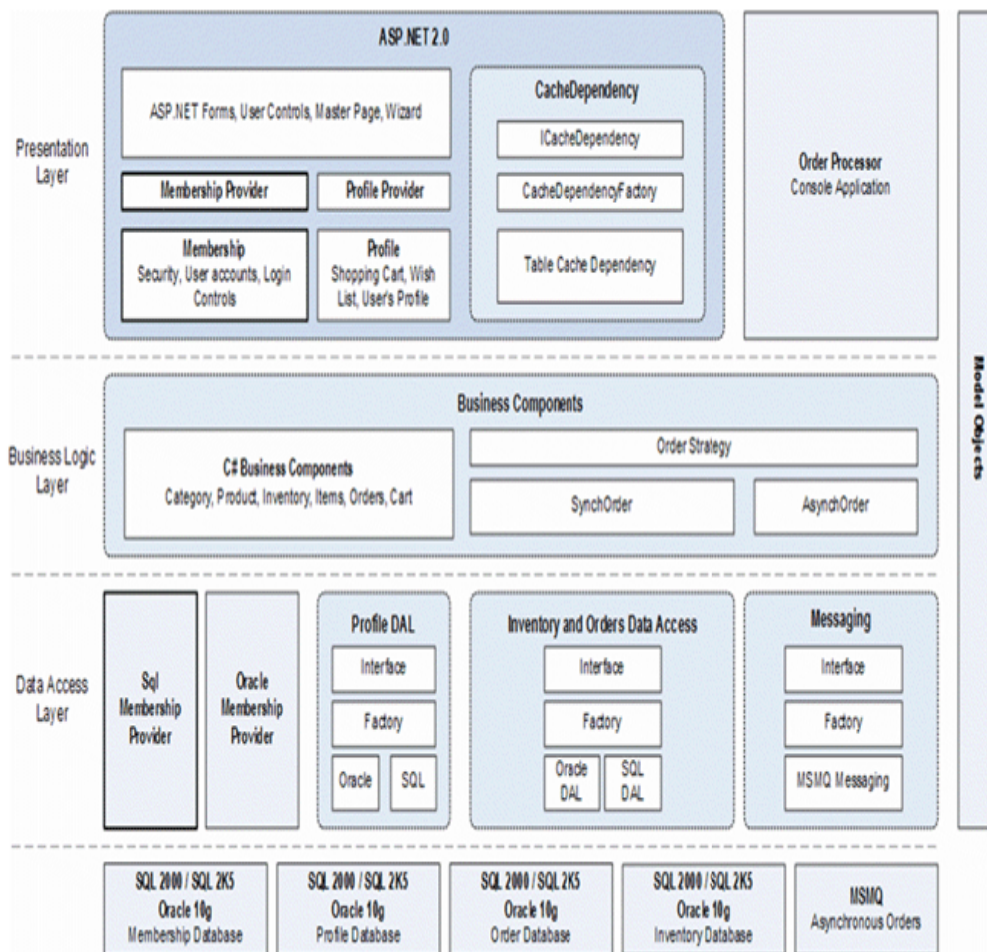 ASP.NET 2.0
ASP.NET Forms, User Controls, Master Page, Wizard
Membership Provider
Profile Provider
Membership
Security, User accounts, Login
Controls
Profile
Shopping Cart, Wish
List, User's Profile
CacheDependency
ICacheDependency
CacheDependencyFactory
Table Cache Dependency
Order Processor
Console Application
Presentation
Layer
Model Objects
Business Logic
Layer
Business Components
C# Business Components
Category, Product, Inventory, Items, Orders, Cart
Order Strategy
SynchOrder
AsynchOrder
Data Access
Layer
Sql
Membership
Provider
Oracle
Membership
Provider
Profile DAL
Interface
Factory
Oracle
SQL
Inventory and Orders Data Access
Interface
Factory
Oracle
DAL
SQL
DAL
Messaging
Interface
Factory
MSMQ Messaging
SQL 2000 / SQL 2K5
Oracle 10g
Membership Database
SQL 2000 / SQL 2K5
Oracle 10g
Profile Database
SQL 2000 / SQL 2K5
Oracle 10g
Order Database
SQL 2000 / SQL 2K5
Oracle 10g
Inventory Database
MSMQ
Asynchronous Orders